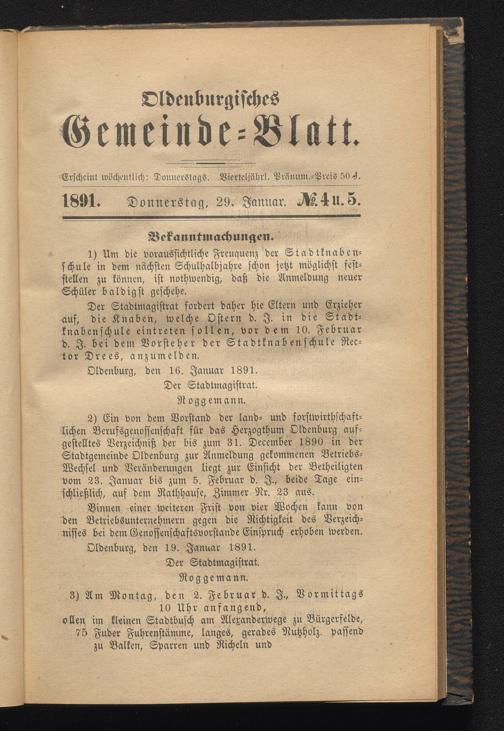 Oldenburgisches
Gemeinde=Blatt.
Erscheint wöchentlich: Donnerstags. Vierteljährl. Pränum.=Preis 50 ₰.
1891. Donnerstag, 29. Januar. №. 4 u. 5.
Bekanntmachungen.
1) Um die voraussichtliche Frequenz der Stadtknaben=
schule in dem nächsten Schulhalbjahre schon jetzt möglichst fest=
stellen zu können, ist nothwendig, daß die Anmeldung neuer
Schüler baldigst geschehe.
Der Stadtmagistrat fordert daher hie Eltern und Erzieher
auf, die Knaben, welche Ostern d. J. in die Stadt=
knabenschule eintreten sollen, vor dem 10. Februar
d. J. bei dem Vorsteher der Stadtknabenschule Rec=
tor Drees, anzumelden.
Oldenburg, den 16. Januar 1891.
Der Stadtmagistrat.
Roggemann.
2) Ein von dem Vorstand der land= und forstwirthschaft=
lichen Berufsgenossenschaft für das Herzogthum Oldenburg auf=
gestelltes Verzeichniß der bis zum 31. December 1890 in der
Stadtgemeinde Oldenburg zur Anmeldung gekommenen Betriebs=
Wechsel und Veränderungen liegt zur Einsicht der Betheiligten
vom 23. Januar bis zum 5. Februar d. J., beide Tage ein=
schließlich, auf dem Rathhause, Zimmer Nr. 23 aus.
Binnen einer weiteren Frist von vier Wochen kann von
den Betriebsunternehmern gegen die Richtigkeit des Verzeich=
nisses bei dem Genossenschaftsvorstande Einspruch erhoben werden.
Oldenburg, den 19. Januar 1891.
Der Stadtmagistrat.
Roggemann.
3) Am Montag, den 2. Februar d. J., Vormittags
10 Uhr anfangend,
ollen im kleinen Stadtbusch am Alexanderwege zu Bürgerfelde,
75 Fuder Fuhrenstämme, langes, gerades Nutzholz, passend
zu Balken, Sparren und Richeln und